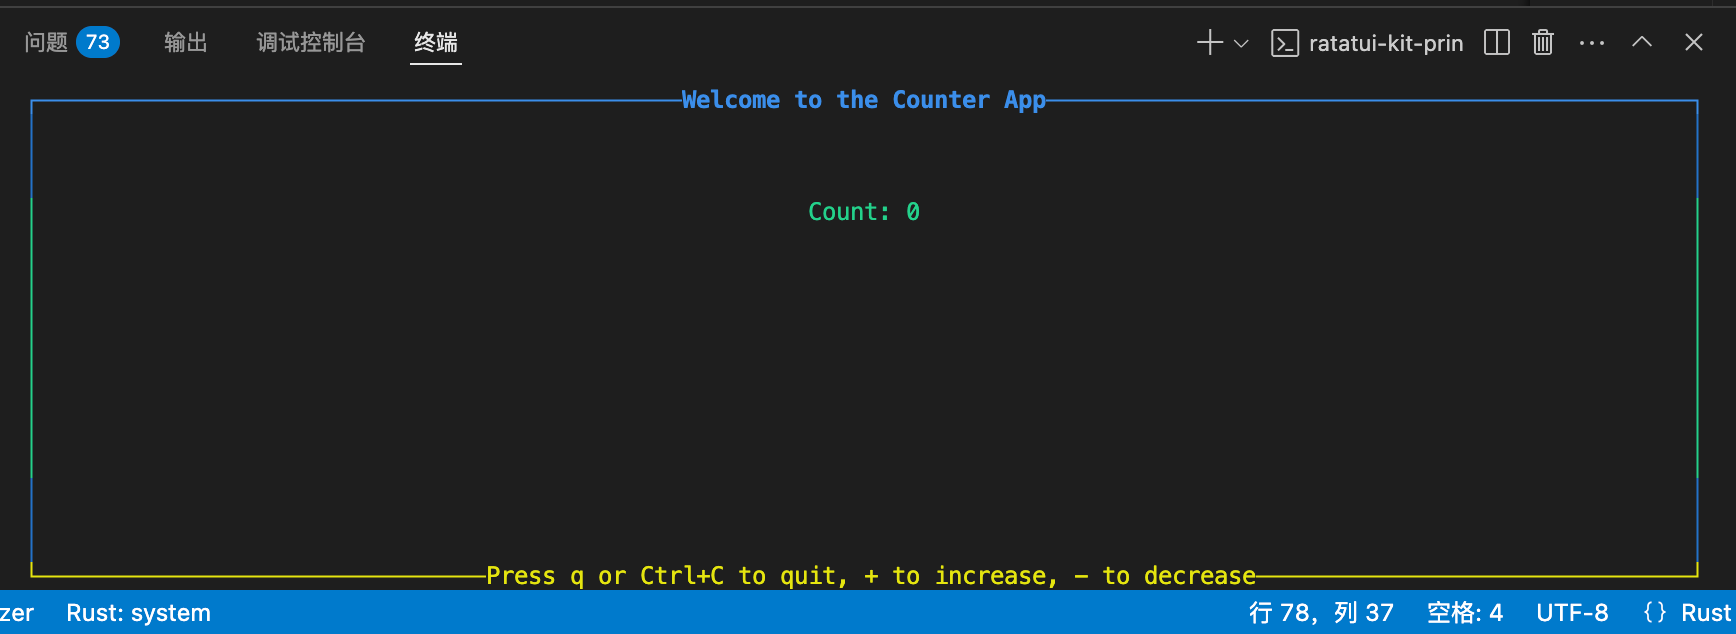 问题 73 输出 调试控制台 终端 ratatui-kit-prin
Welcome to the Counter App
Count: 0
Press q or Ctrl+C to quit, + to increase, - to decrease
zer Rust: system 行 78，列 37 空格: 4 UTF-8 {} Rust